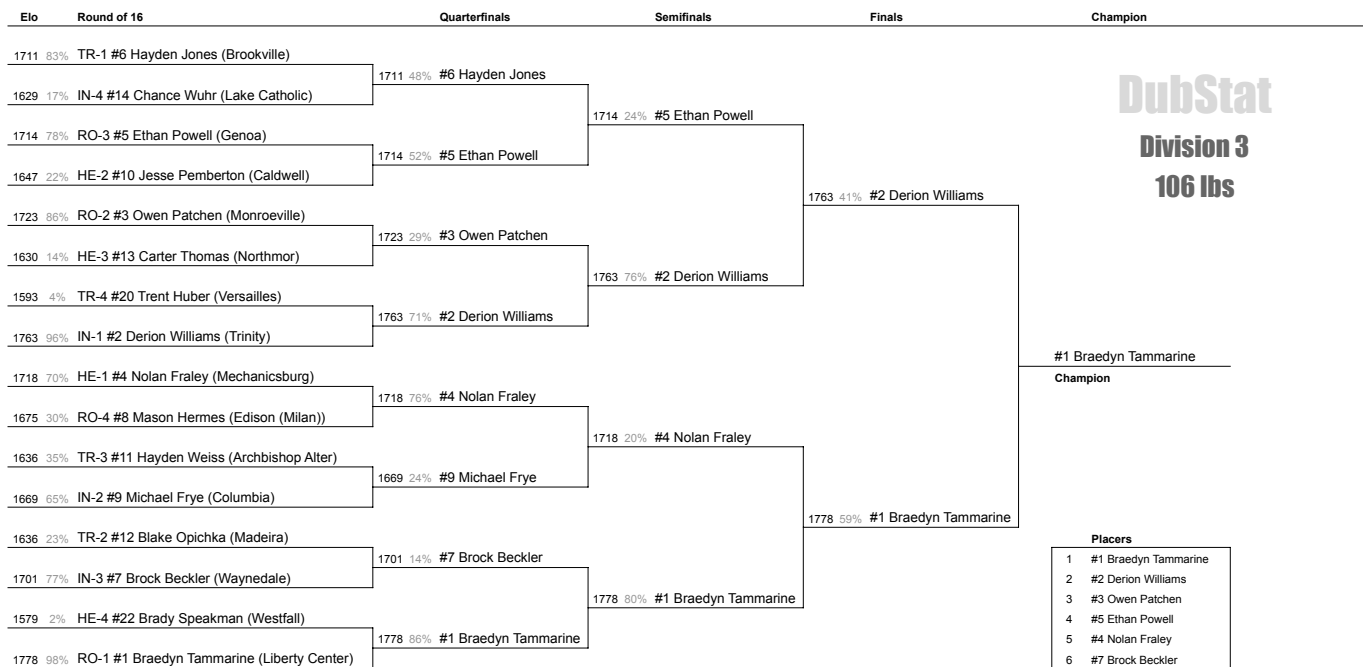 Elo Round of 16 Quarterfinals Semifinals Finals Champion
1711 83% TR-1 #6 Hayden Jones (Brookville)
1711 48% #6 Hayden Jones
1629 17% IN-4 #14 Chance Wuhr (Lake Catholic)
1714 24% #5 Ethan Powell
1714 78% RO-3 #5 Ethan Powell (Genoa)
1714 52% #5 Ethan Powell
1647 22% HE-2 #10 Jesse Pemberton (Caldwell)
1763 41% #2 Derion Williams
1723 86% RO-2 #3 Owen Patchen (Monroeville)
1723 29% #3 Owen Patchen
1630 14% HE-3 #13 Carter Thomas (Northmor)
1763 76% #2 Derion Williams
1593 4% TR-4 #20 Trent Huber (Versailles)
1763 71% #2 Derion Williams
1763 96% IN-1 #2 Derion Williams (Trinity)
#1 Braedyn Tammarine
Champion
1718 70% HE-1 #4 Nolan Fraley (Mechanicsburg)
1718 76% #4 Nolan Fraley
1675 30% RO-4 #8 Mason Hermes (Edison (Milan))
1718 20% #4 Nolan Fraley
1636 35% TR-3 #11 Hayden Weiss (Archbishop Alter)
1669 24% #9 Michael Frye
1669 65% IN-2 #9 Michael Frye (Columbia)
1778 59% #1 Braedyn Tammarine
1636 23% TR-2 #12 Blake Opichka (Madeira)
1701 14% #7 Brock Beckler
1701 77% IN-3 #7 Brock Beckler (Waynedale)
1778 80% #1 Braedyn Tammarine
1579 2% HE-4 #22 Brady Speakman (Westfall)
1778 86% #1 Braedyn Tammarine
1778 98% RO-1 #1 Braedyn Tammarine (Liberty Center)
DubStat
Division 3
106 lbs
Placers
1 #1 Braedyn Tammarine
2 #2 Derion Williams
3 #3 Owen Patchen
4 #5 Ethan Powell
5 #4 Nolan Fraley
6 #7 Brock Beckler